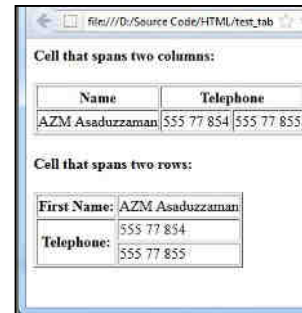 file:///D:/Source Code/HTML/test_tab
Cell that spans two columns:
Name Telephone
AZM Asaduzzaman 555 77 854 555 77 855
Cell that spans two rows:
First Name: AZM Asaduzzaman
Telephone: 555 77 854
555 77 855